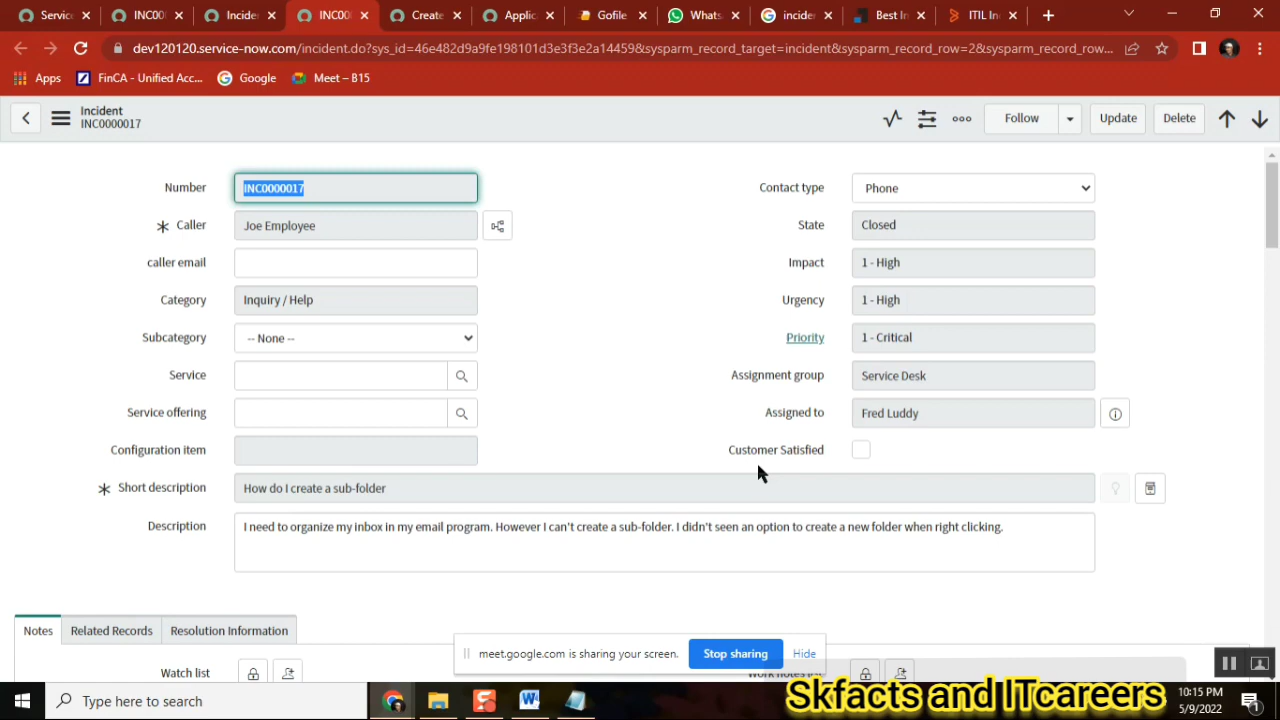 Servic
INC00
Incide
INC00
Create
Applic
Gofile
Whats
incide
Best In
ITIL In
dev120120.service-now.com/incident.do?sys_id=46e482d9a9fe198101d3e3f3e2a14459&sysparm_record_target=incident&sysparm_record_row=2&sysparm_record_row...
Apps
FinCA - Unified Acc...
Google
Meet – B15
Incident
INC0000017
Follow
Update
Delete
Number
INC0000017
Contact type
Phone
Caller
Joe Employee
State
Closed
caller email
Impact
1 - High
Category
Inquiry / Help
Urgency
1 - High
Subcategory
-- None --
Priority
1 - Critical
Service
Assignment group
Service Desk
Service offering
Assigned to
Fred Luddy
Configuration item
Customer Satisfied
Short description
How do I create a sub-folder
Description
I need to organize my inbox in my email program. However I can't create a sub-folder. I didn't seen an option to create a new folder when right clicking.
Notes
Related Records
Resolution Information
meet.google.com is sharing your screen.
Stop sharing
Hide
Watch list
Type here to search
Skfacts and ITcareers
10:15 PM
5/9/2022